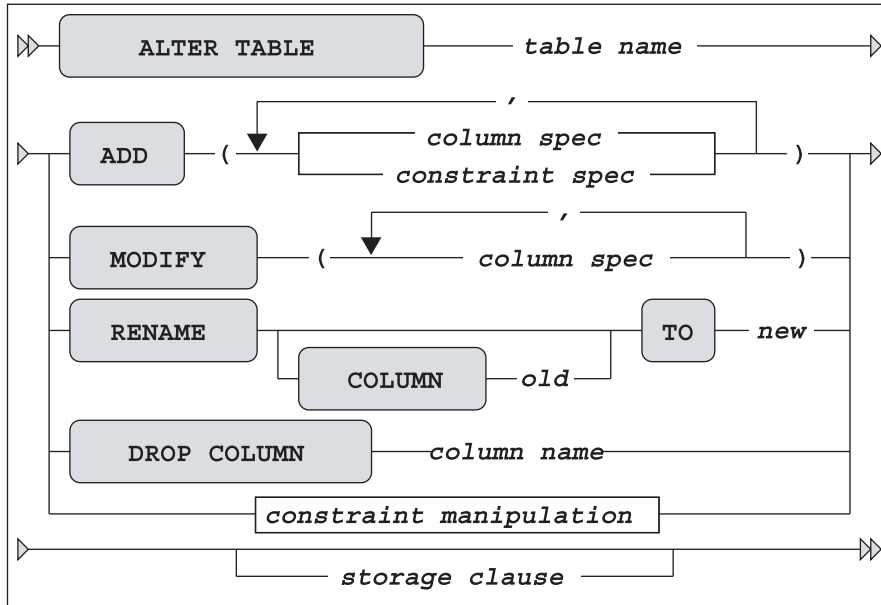 ALTER TABLE table name
,
ADD ( column spec )
constraint spec
,
MODIFY ( column spec )
RENAME TO new
COLUMN old
DROP COLUMN column name
constraint manipulation
storage clause